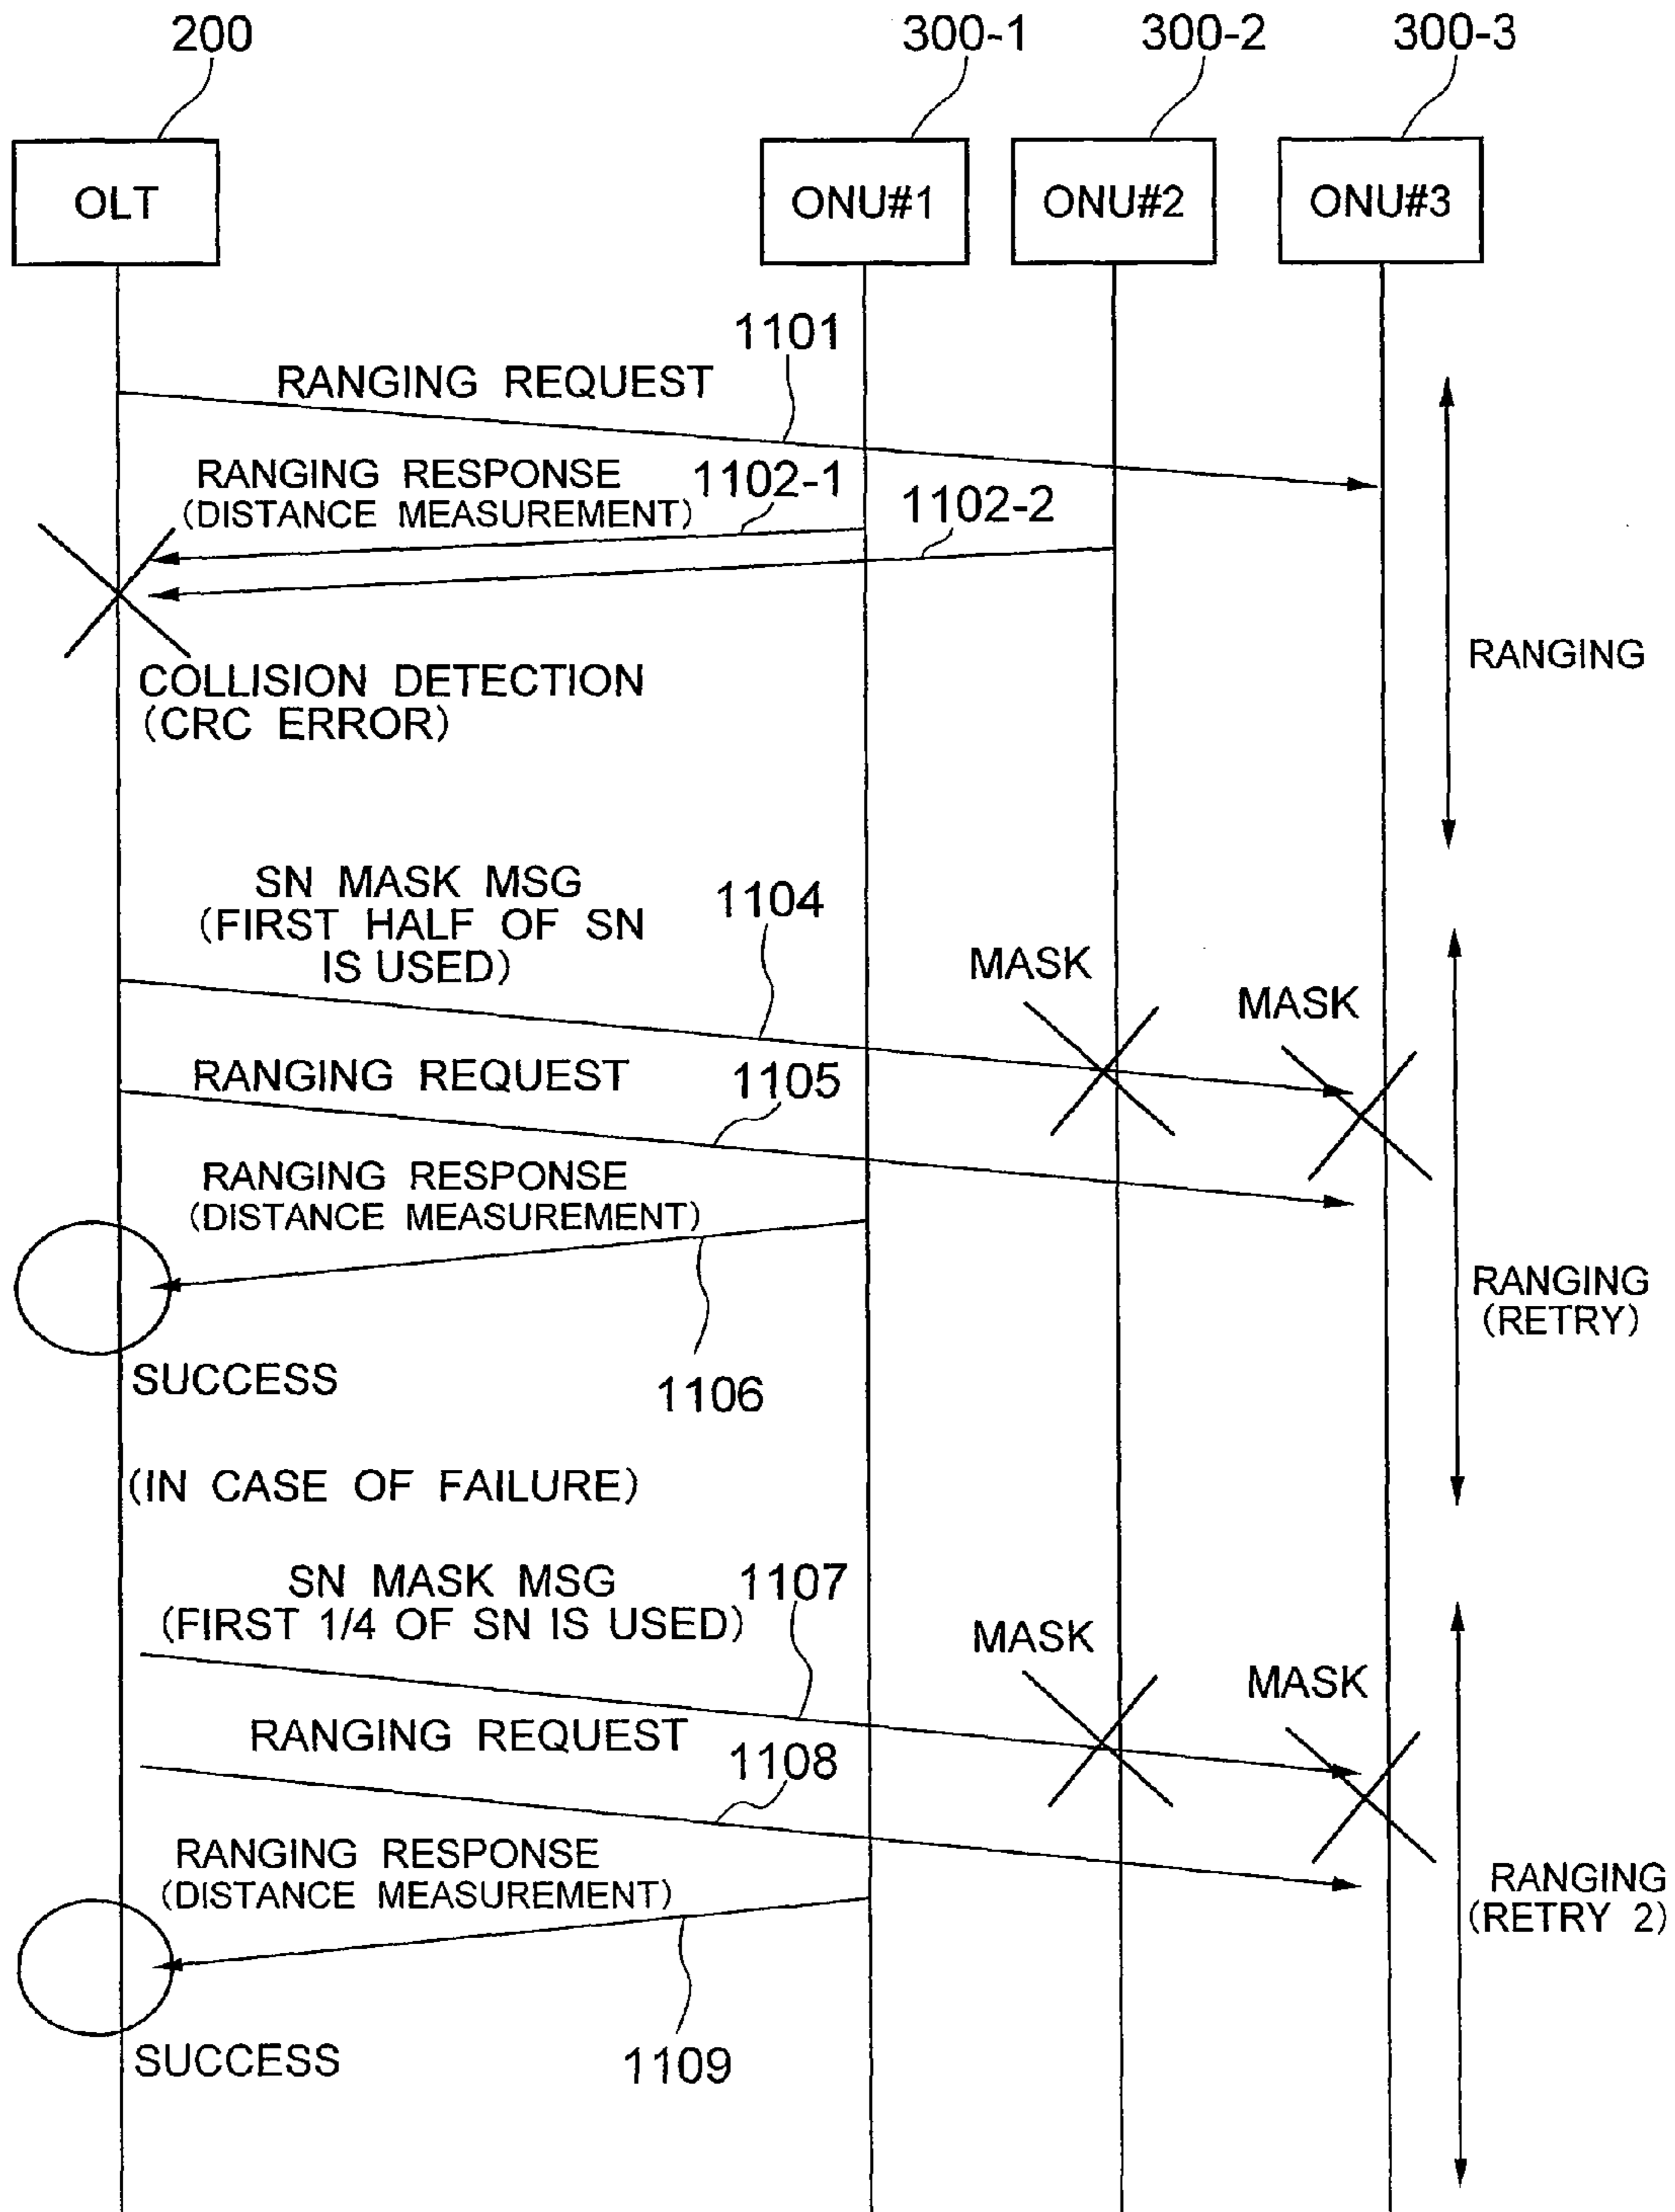 200
300-1
300-2
300-3
OLT
ONU#1
ONU#2
ONU#3
1101
RANGING REQUEST
RANGING RESPONSE
(DISTANCE MEASUREMENT)
1102-1
1102-2
RANGING
COLLISION DETECTION
(CRC ERROR)
SN MASK MSG
(FIRST HALF OF SN
IS USED)
1104
MASK
MASK
RANGING REQUEST
1105
RANGING RESPONSE
(DISTANCE MEASUREMENT)
RANGING
(RETRY)
SUCCESS
1106
(IN CASE OF FAILURE)
SN MASK MSG
(FIRST 1/4 OF SN IS USED)
1107
MASK
MASK
RANGING REQUEST
1108
RANGING RESPONSE
(DISTANCE MEASUREMENT)
RANGING
(RETRY 2)
SUCCESS
1109